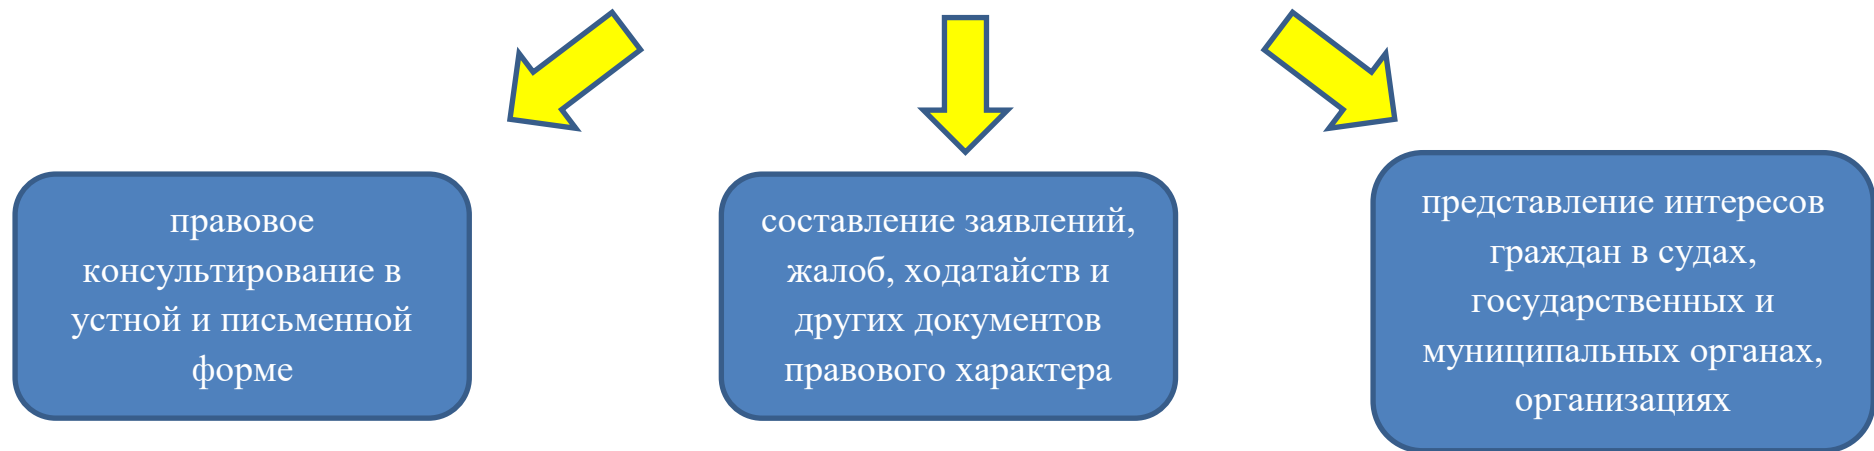 правовое
консультирование в
устной и письменной
форме
составление заявлений,
жалоб, ходатайств и
других документов
правового характера
представление интересов
граждан в судах,
государственных и
муниципальных органах,
организациях